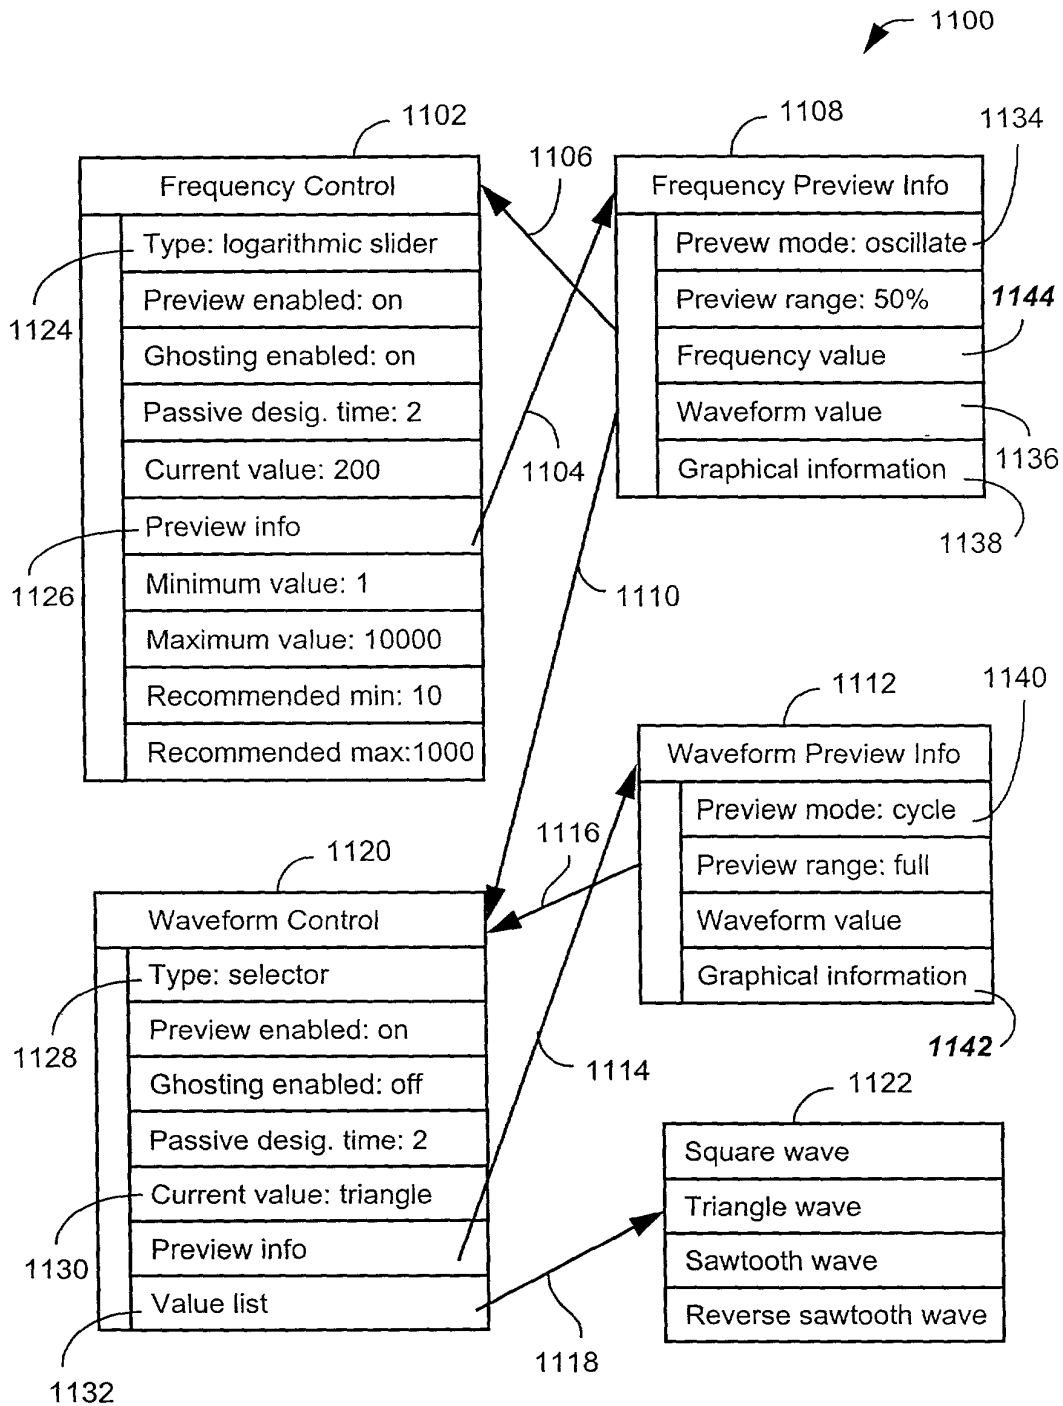 1100
1102
Frequency Control
Type: logarithmic slider
Preview enabled: on
Ghosting enabled: on
Passive desig. time: 2
Current value: 200
Preview info
Minimum value: 1
Maximum value: 10000
Recommended min: 10
Recommended max:1000
1124
1126
1106
1104
1108
1134
Frequency Preview Info
Prevew mode: oscillate
Preview range: 50%
Frequency value
Waveform value
Graphical information
1144
1136
1138
1110
1112
1140
Waveform Preview Info
Preview mode: cycle
Preview range: full
Waveform value
Graphical information
1142
1116
1114
1120
Waveform Control
Type: selector
Preview enabled: on
Ghosting enabled: off
Passive desig. time: 2
Current value: triangle
Preview info
Value list
1128
1130
1132
1118
1122
Square wave
Triangle wave
Sawtooth wave
Reverse sawtooth wave